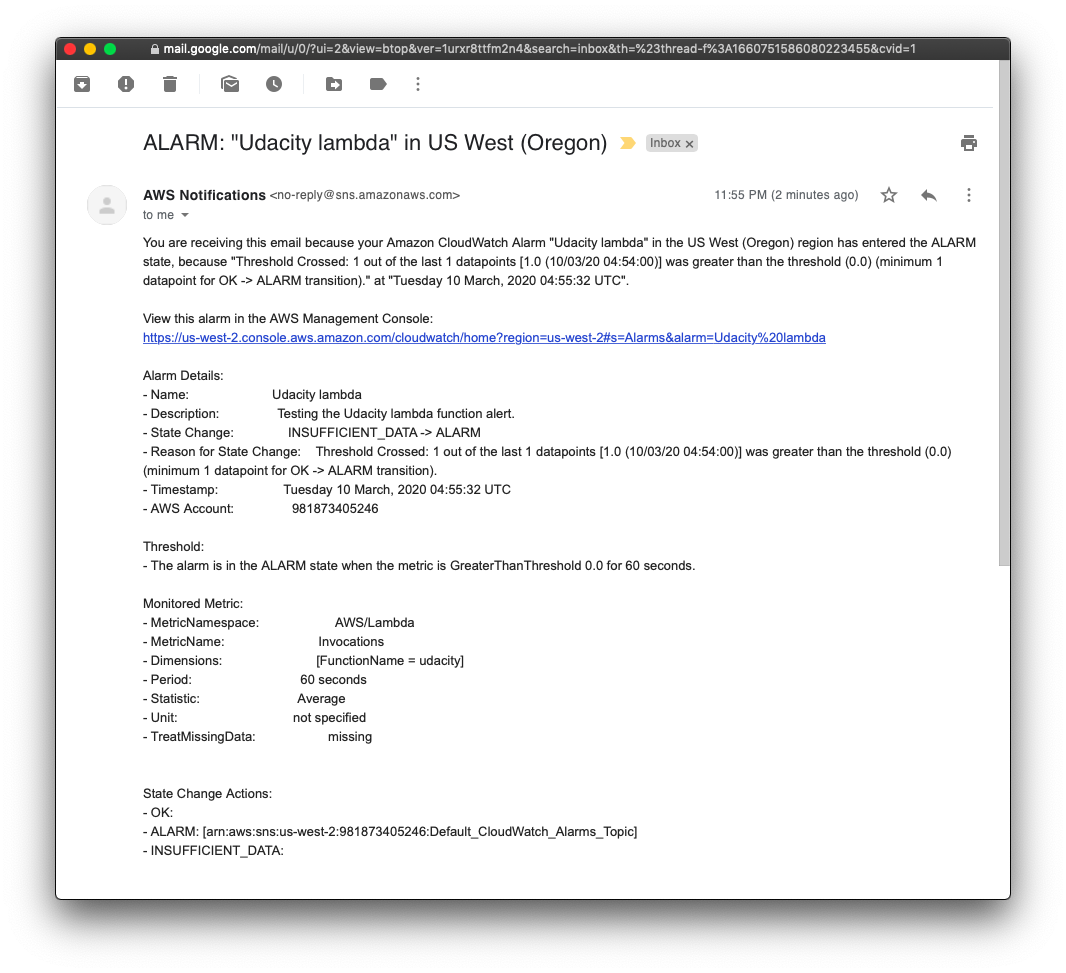 mail.google.com/mail/u/0/?ui=2&view=btop&ver=1urxr8ttfm2n4&search=inbox&th=%23thread-f%3A1660751586080223455&cvid=1
ALARM: "Udacity lambda" in US West (Oregon) Inbox x
AWS Notifications <no-reply@sns.amazonaws.com> 11:55 PM (2 minutes ago)
to me
You are receiving this email because your Amazon CloudWatch Alarm "Udacity lambda" in the US West (Oregon) region has entered the ALARM
state, because "Threshold Crossed: 1 out of the last 1 datapoints [1.0 (10/03/20 04:54:00)] was greater than the threshold (0.0) (minimum 1
datapoint for OK -> ALARM transition)." at "Tuesday 10 March, 2020 04:55:32 UTC".
View this alarm in the AWS Management Console:
https://us-west-2.console.aws.amazon.com/cloudwatch/home?region=us-west-2#s=Alarms&alarm=Udacity%20lambda
Alarm Details:
- Name: Udacity lambda
- Description: Testing the Udacity lambda function alert.
- State Change: INSUFFICIENT_DATA -> ALARM
- Reason for State Change: Threshold Crossed: 1 out of the last 1 datapoints [1.0 (10/03/20 04:54:00)] was greater than the threshold (0.0)
(minimum 1 datapoint for OK -> ALARM transition).
- Timestamp: Tuesday 10 March, 2020 04:55:32 UTC
- AWS Account: 981873405246
Threshold:
- The alarm is in the ALARM state when the metric is GreaterThanThreshold 0.0 for 60 seconds.
Monitored Metric:
- MetricNamespace: AWS/Lambda
- MetricName: Invocations
- Dimensions: [FunctionName = udacity]
- Period: 60 seconds
- Statistic: Average
- Unit: not specified
- TreatMissingData: missing
State Change Actions:
- OK:
- ALARM: [arn:aws:sns:us-west-2:981873405246:Default_CloudWatch_Alarms_Topic]
- INSUFFICIENT_DATA: